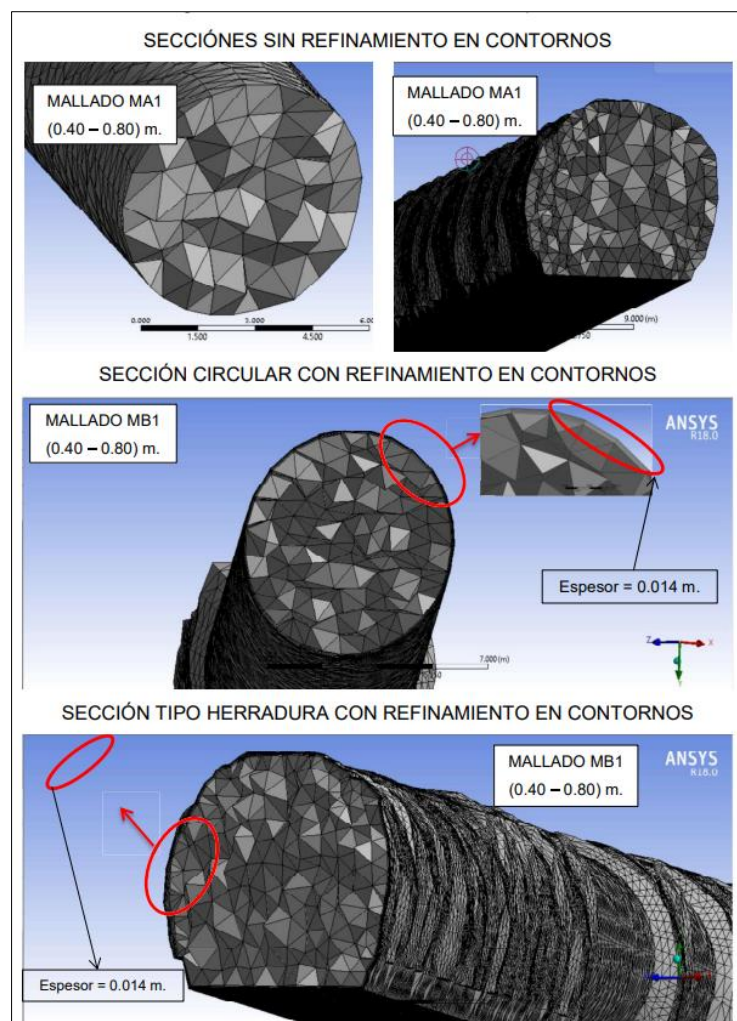 SECCIÓNES SIN REFINAMIENTO EN CONTORNOS
MALLADO MA1
(0.40 – 0.80) m.
MALLADO MA1
(0.40 – 0.80) m.
0.000
3.000
1.500
4.500
9.000 (m)
SECCIÓN CIRCULAR CON REFINAMIENTO EN CONTORNOS
MALLADO MB1
(0.40 – 0.80) m.
ANSYS
R18.0
Espesor = 0.014 m.
Z
X
Y
7.000 (m)
SECCIÓN TIPO HERRADURA CON REFINAMIENTO EN CONTORNOS
MALLADO MB1
(0.40 – 0.80) m.
ANSYS
R18.0
Espesor = 0.014 m.